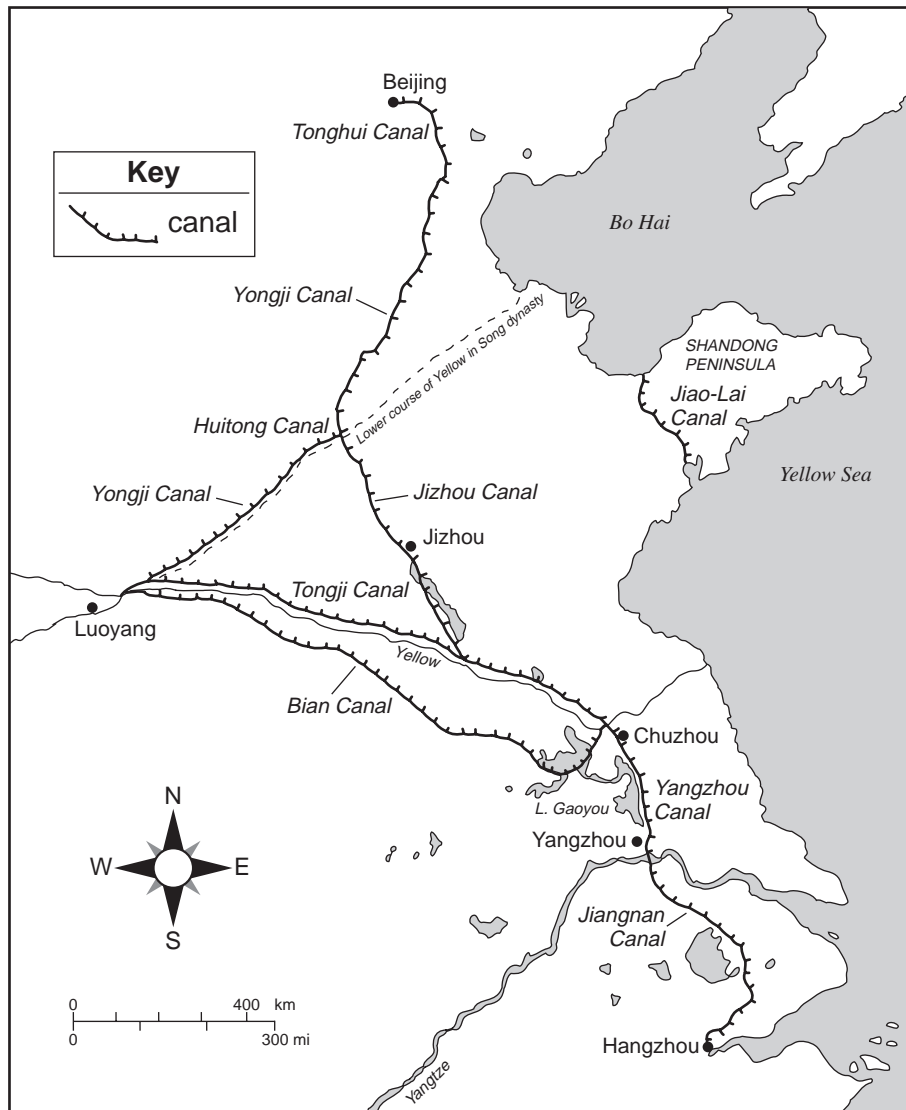 Beijing
Tonghui Canal
Key
canal
Bo Hai
Yongji Canal
Lower course of Yellow in Song dynasty
SHANDONG
PENINSULA
Jiao-Lai
Canal
Huitong Canal
Yongji Canal
Jizhou Canal
Yellow Sea
Jizhou
Tongji Canal
Luoyang
Yellow
Bian Canal
Chuzhou
Yangzhou
Canal
L. Gaoyou
Yangzhou
N
W
E
S
Jiangnan
Canal
0 400 km
0 300 mi
Hangzhou
Yangtze